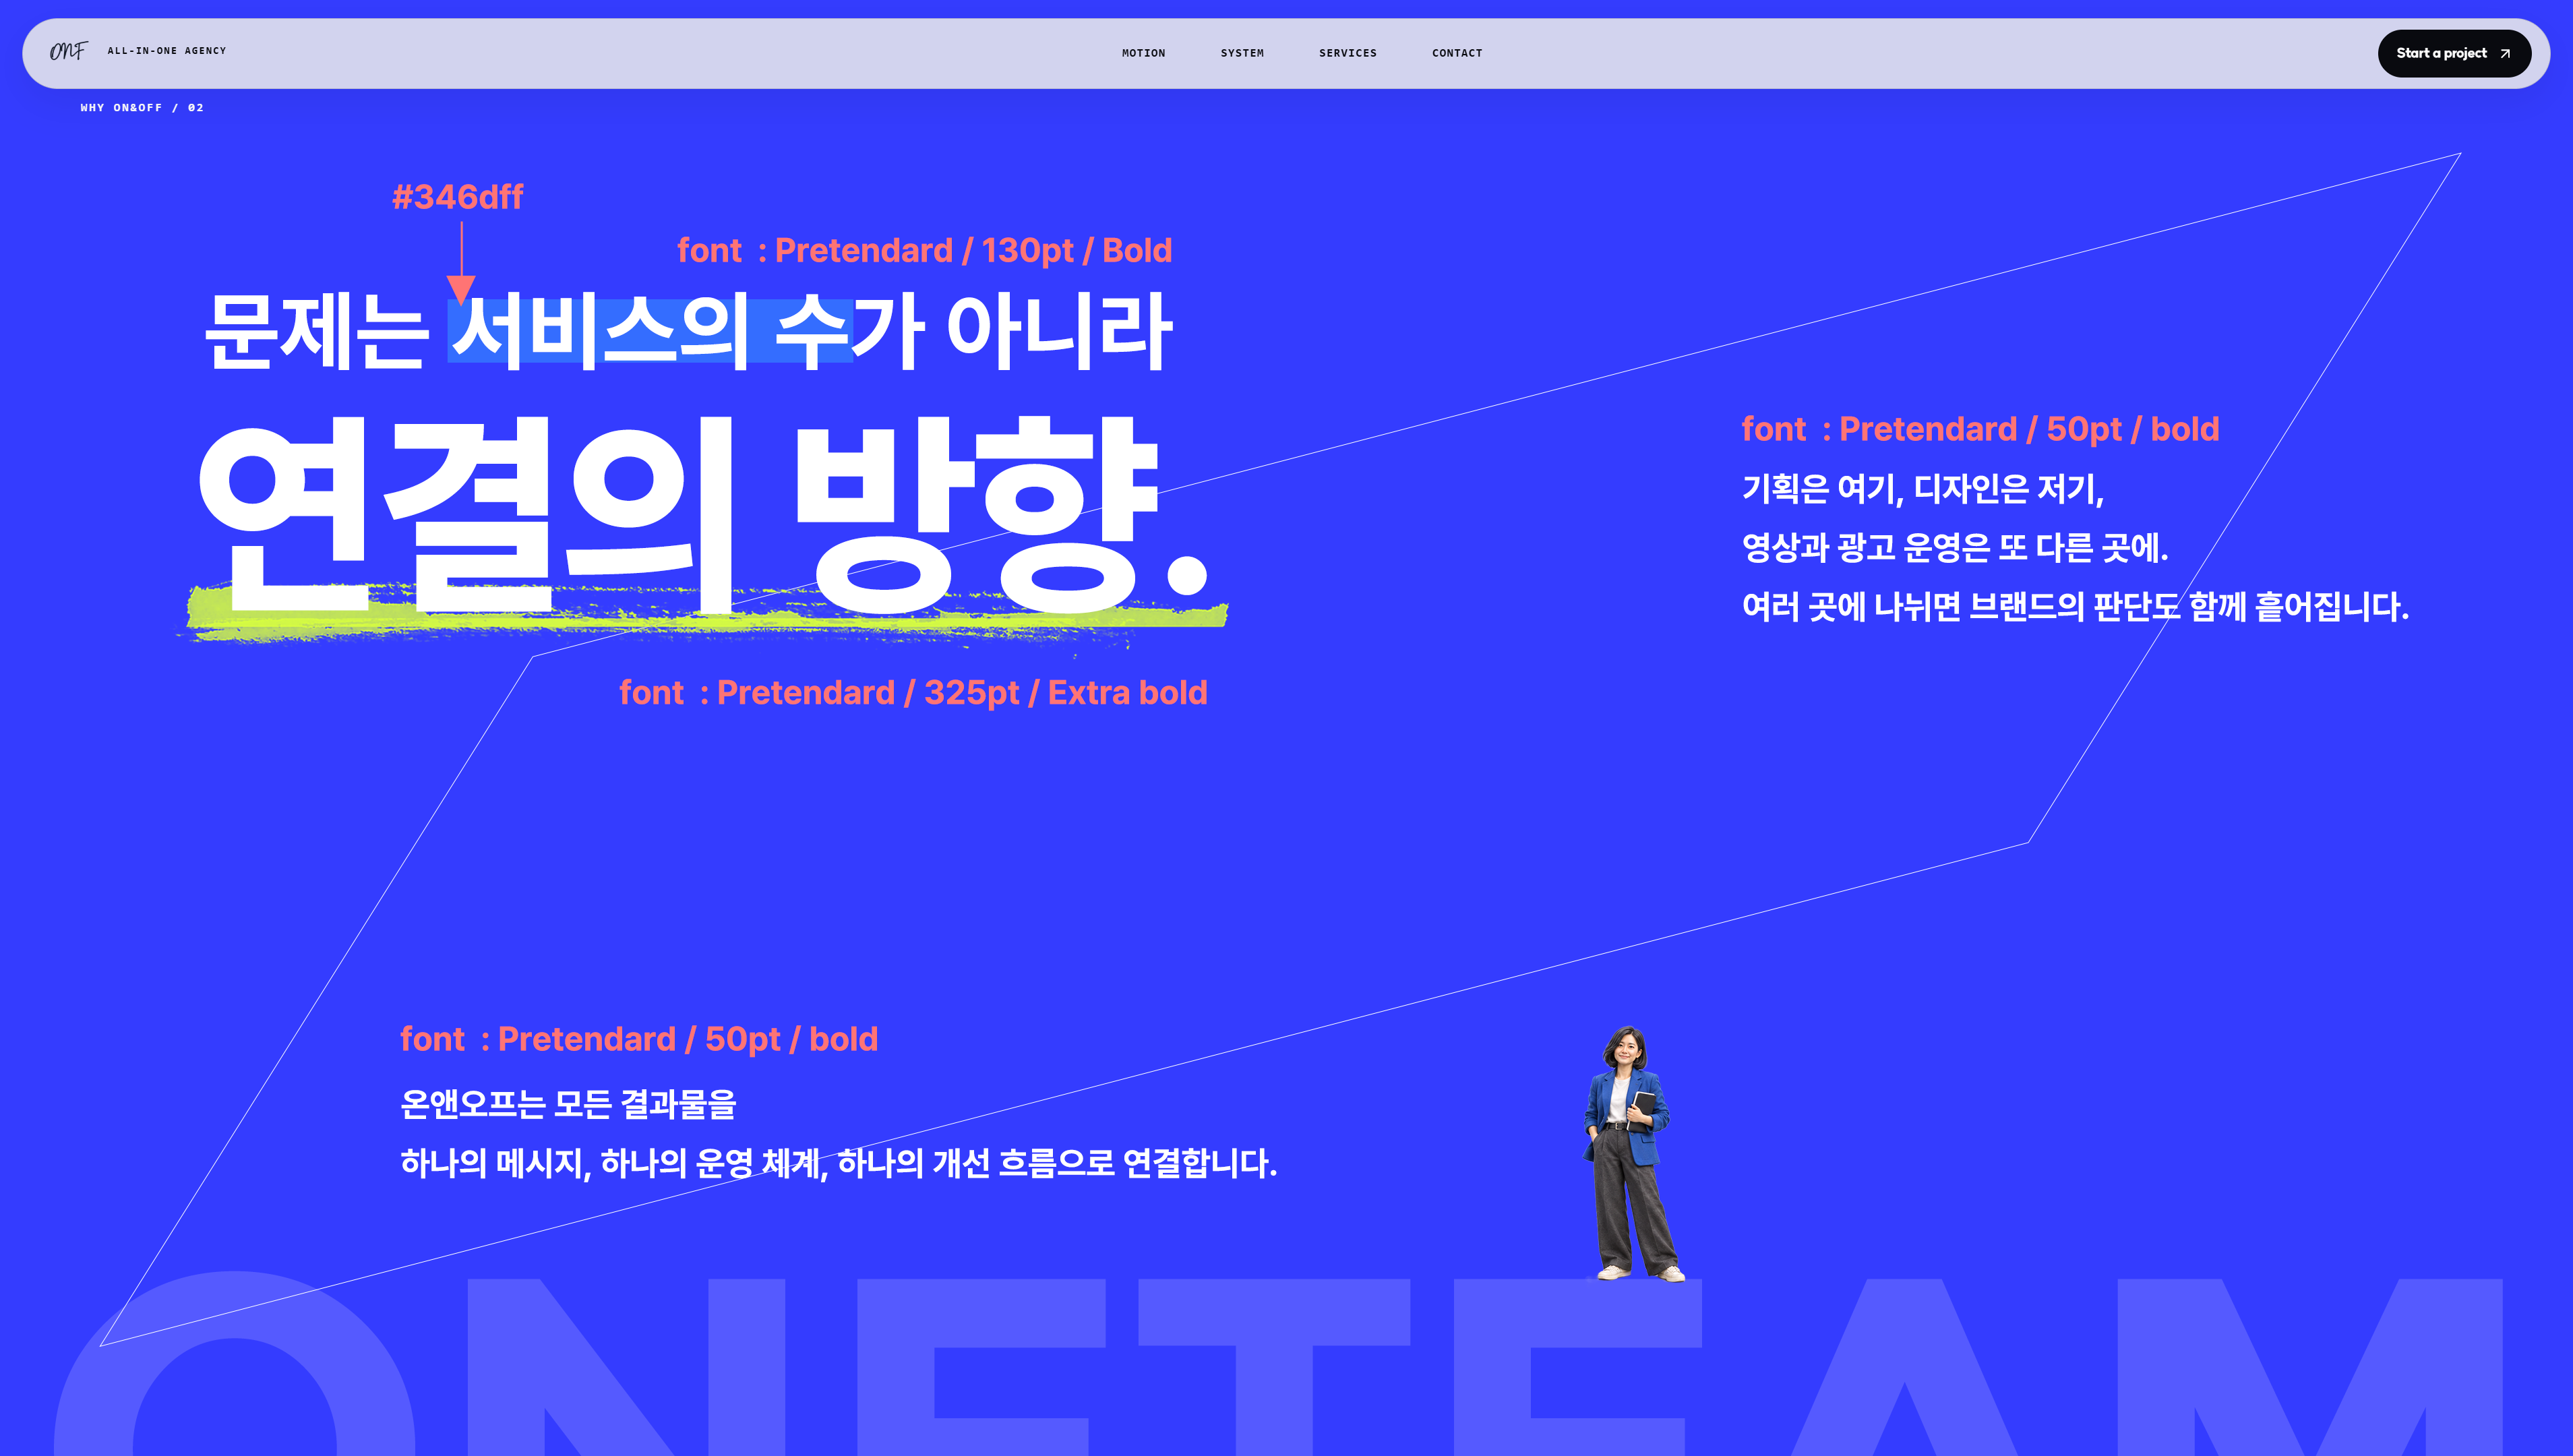 ONF
ALL-IN-ONE AGENCY
MOTION
SYSTEM
SERVICES
CONTACT
Start a project
WHY ON&OFF / 02
#346dff
font : Pretendard / 130pt / Bold
문제는 서비스의 수가 아니라
연결의 방향.
font : Pretendard / 325pt / Extra bold
font : Pretendard / 50pt / bold
기획은 여기, 디자인은 저기,
영상과 광고 운영은 또 다른 곳에.
여러 곳에 나뉘면 브랜드의 판단도 함께 흩어집니다.
font : Pretendard / 50pt / bold
온앤오프는 모든 결과물을
하나의 메시지, 하나의 운영 체계, 하나의 개선 흐름으로 연결합니다.
ONETEAM